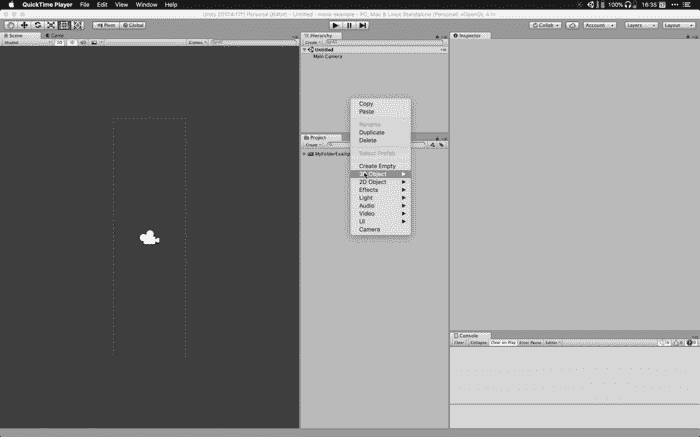 QuickTime Player File Edit View Window Help 100% 16:35
Unity 2017.4.1f1 Personal (64bit) - Untitled - menu-example - PC, Mac & Linux Standalone (Personal) <OpenGL 4.1>
Pivot Global Collab Account Layers Layout
Scene Game Hierarchy Inspector
Shaded 2D Gizmos Create
Untitled
Main Camera
Copy
Paste
Rename
Duplicate
Delete
Project
Create
Select Prefab
Create Empty
3D Object
2D Object
Effects
Light
Audio
Video
UI
Camera
Console
Clear Collapse Clear on Play Error Pause Editor